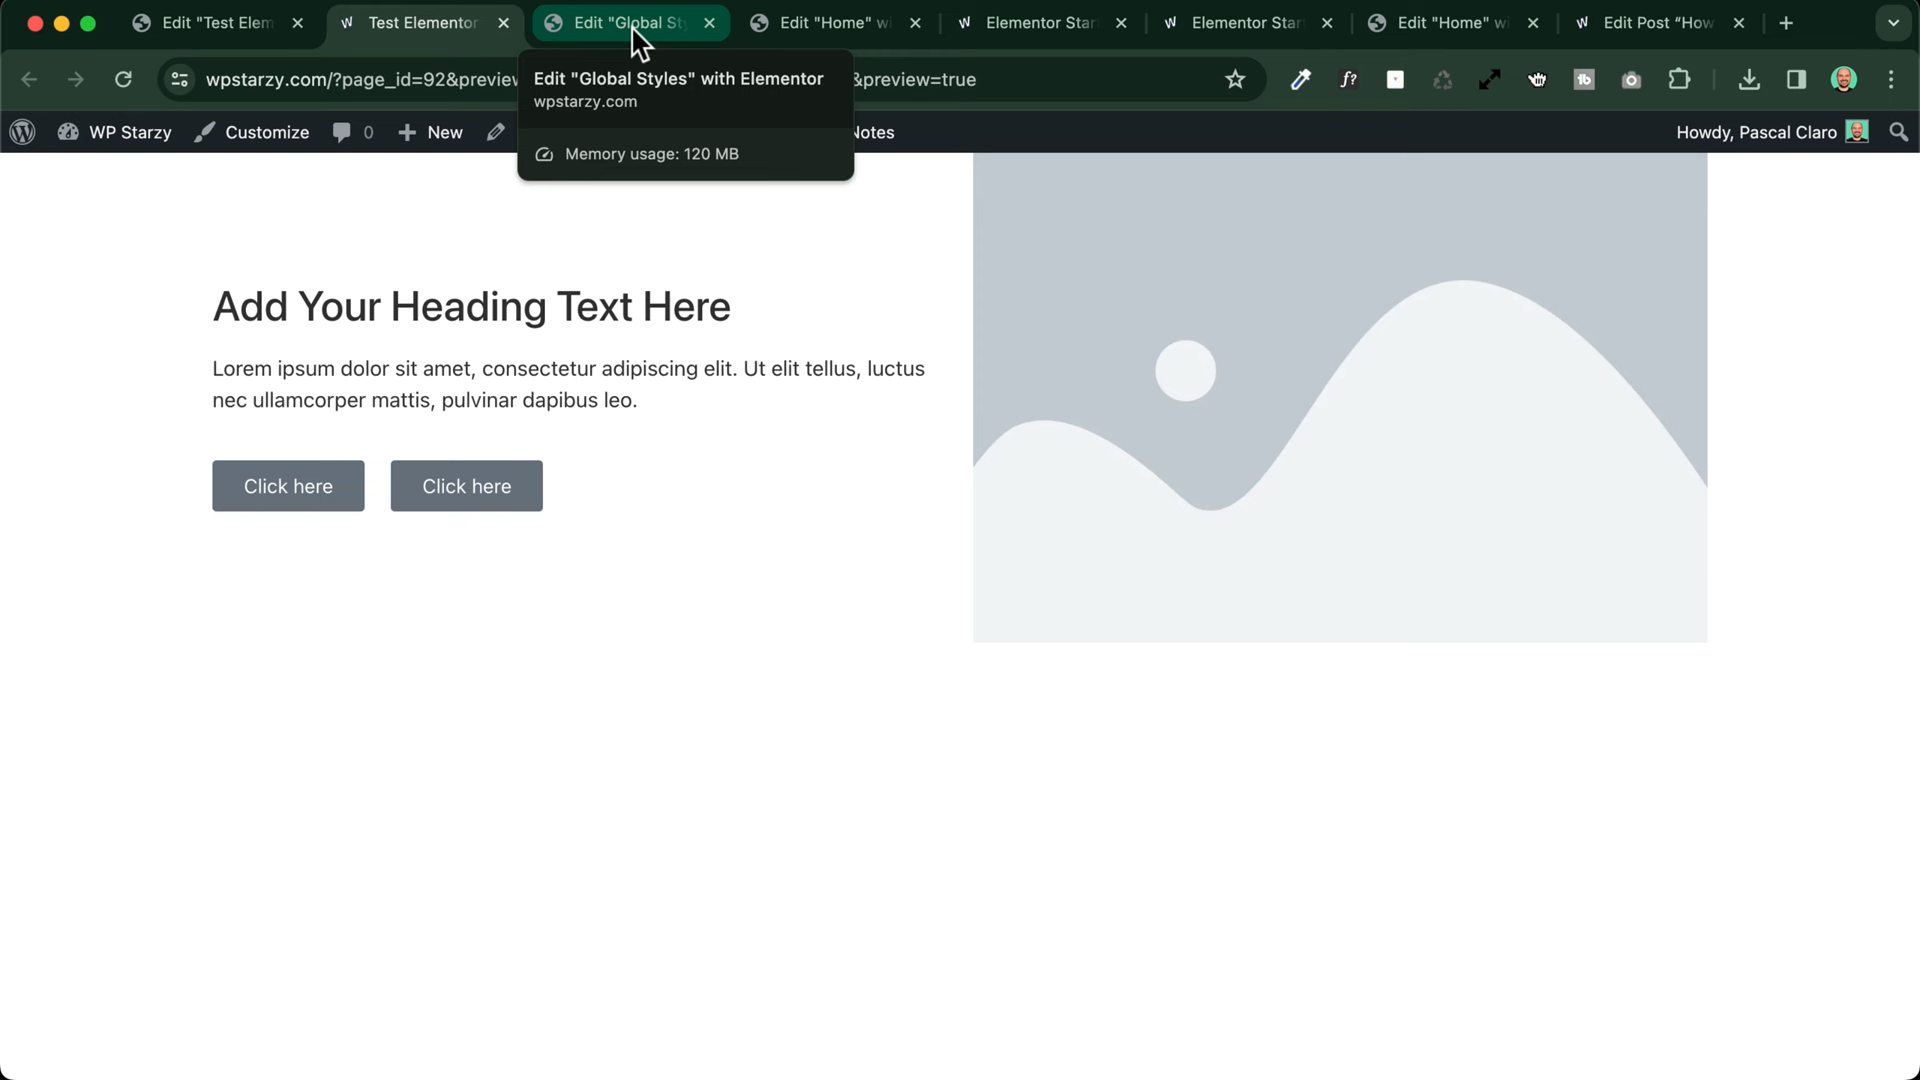 Edit "Test Elem
Test Elementor
Edit "Global St
Edit "Home" wi
Elementor Star
Elementor Star
Edit "Home" wi
Edit Post “How
wpstarzy.com/?page_id=92&preview
&preview=true
Edit "Global Styles" with Elementor
wpstarzy.com
Memory usage: 120 MB
WP Starzy
Customize
0
New
Notes
Howdy, Pascal Claro
Add Your Heading Text Here
Lorem ipsum dolor sit amet, consectetur adipiscing elit. Ut elit tellus, luctus
nec ullamcorper mattis, pulvinar dapibus leo.
Click here
Click here